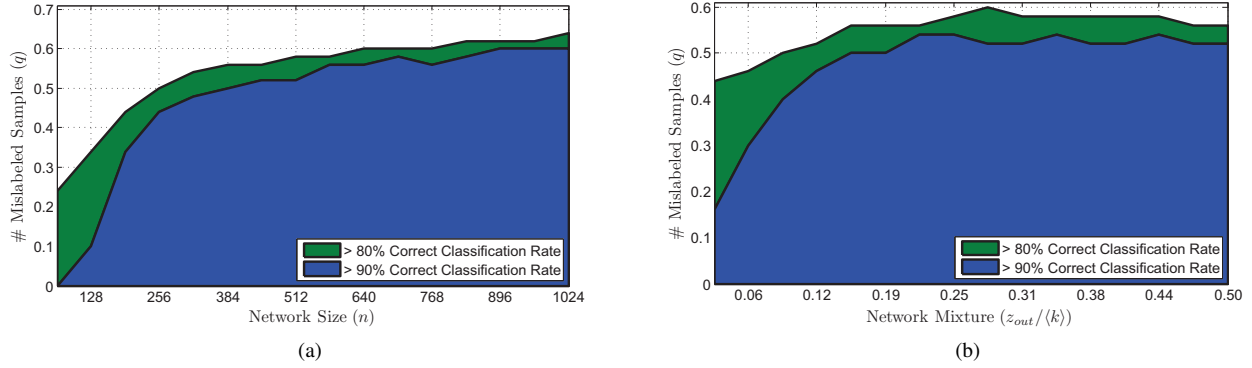 0.7
0.6
0.5
0.4
0.3
0.2
0.1
0
# Mislabeled Samples (q)
> 80% Correct Classification Rate
> 90% Correct Classification Rate
128 256 384 512 640 768 896 1024
Network Size (n)
(a)
0.6
0.5
0.4
0.3
0.2
0.1
0
# Mislabeled Samples (q)
> 80% Correct Classification Rate
> 90% Correct Classification Rate
0.06 0.12 0.19 0.25 0.31 0.38 0.44 0.50
Network Mixture (z_out/⟨k⟩)
(b)